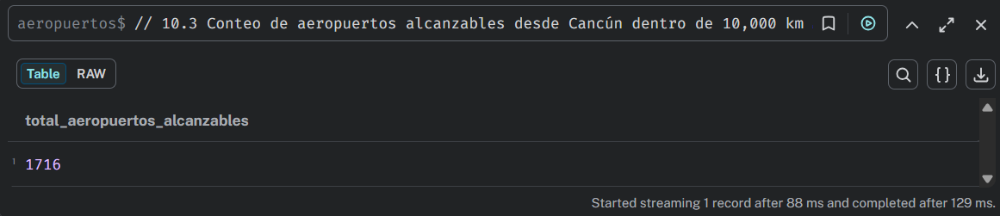 aeropuertos$ // 10.3 Conteo de aeropuertos alcanzables desde Cancún dentro de 10,000 km
Table RAW
total_aeropuertos_alcanzables
1 1716
Started streaming 1 record after 88 ms and completed after 129 ms.